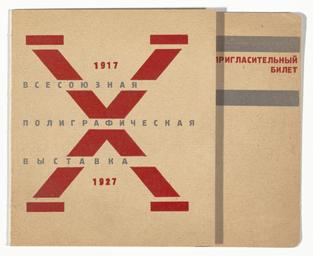 1917
ВСЕСОЮЗНАЯ
ПОЛИГРАФИЧЕСКАЯ
ВЫСТАВКА
1927
ПРИГЛАСИТЕЛЬНЫЙ
БИЛЕТ